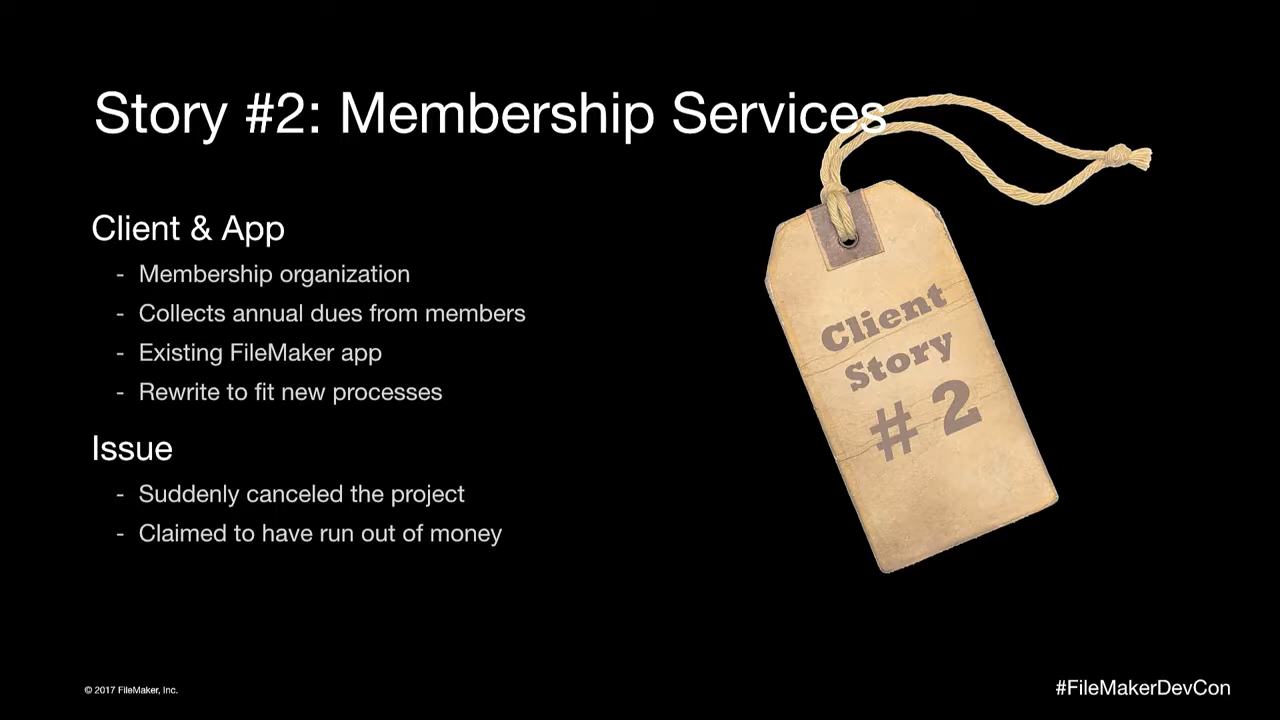 Story #2: Membership Services
Client & App
- Membership organization
- Collects annual dues from members
- Existing FileMaker app
- Rewrite to fit new processes
Issue
- Suddenly canceled the project
- Claimed to have run out of money
Client
Story
# 2
© 2017 FileMaker, Inc.
#FileMakerDevCon